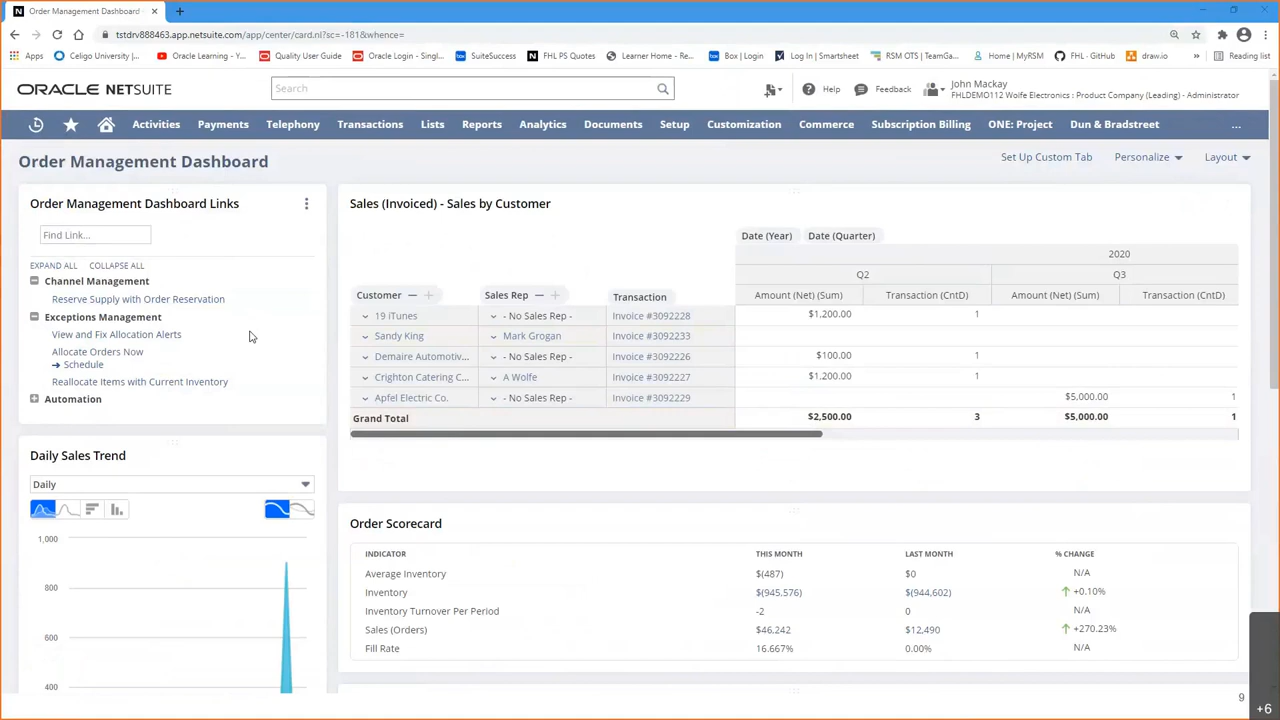 Order Management Dashboard
tstdrv888463.app.netsuite.com/app/center/card.nl?sc=-181&whence=
Apps Celigo University: L... Oracle Learning - Y... Quality User Guide Oracle Login - Singl... SuiteSuccess FHL PS Quotes Learner Home - Re... Box | Login Log In | Smartsheet RSM OTS | TeamGa... Home | MyRSM FHL · GitHub draw.io » Reading list
ORACLE NETSUITE Search Help Feedback John Mackay
FHLDEMO112 Wolfe Electronics : Product Company (Leading) - Administrator
Activities Payments Telephony Transactions Lists Reports Analytics Documents Setup Customization Commerce Subscription Billing ONE: Project Dun & Bradstreet ...
Order Management Dashboard Set Up Custom Tab Personalize Layout
Order Management Dashboard Links
Find Link...
EXPAND ALL COLLAPSE ALL
Channel Management
Reserve Supply with Order Reservation
Exceptions Management
View and Fix Allocation Alerts
Allocate Orders Now
Schedule
Reallocate Items with Current Inventory
Automation
Daily Sales Trend
Daily
1,000
800
600
400
Sales (Invoiced) - Sales by Customer
Date (Year) Date (Quarter)
2020
Q2 Q3
Customer Sales Rep Transaction Amount (Net) (Sum) Transaction (CntD) Amount (Net) (Sum) Transaction (CntD)
19 iTunes - No Sales Rep - Invoice #3092228 $1,200.00 1
Sandy King Mark Grogan Invoice #3092233
Demaire Automotiv... - No Sales Rep - Invoice #3092226 $100.00 1
Crighton Catering C... A Wolfe Invoice #3092227 $1,200.00 1
Apfel Electric Co. - No Sales Rep - Invoice #3092229 $5,000.00 1
Grand Total $2,500.00 3 $5,000.00 1
Order Scorecard
INDICATOR THIS MONTH LAST MONTH % CHANGE
Average Inventory $(487) $0 N/A
Inventory $(945,576) $(944,602) +0.10%
Inventory Turnover Per Period -2 0 N/A
Sales (Orders) $46,242 $12,490 +270.23%
Fill Rate 16.667% 0.00% N/A
9
+6